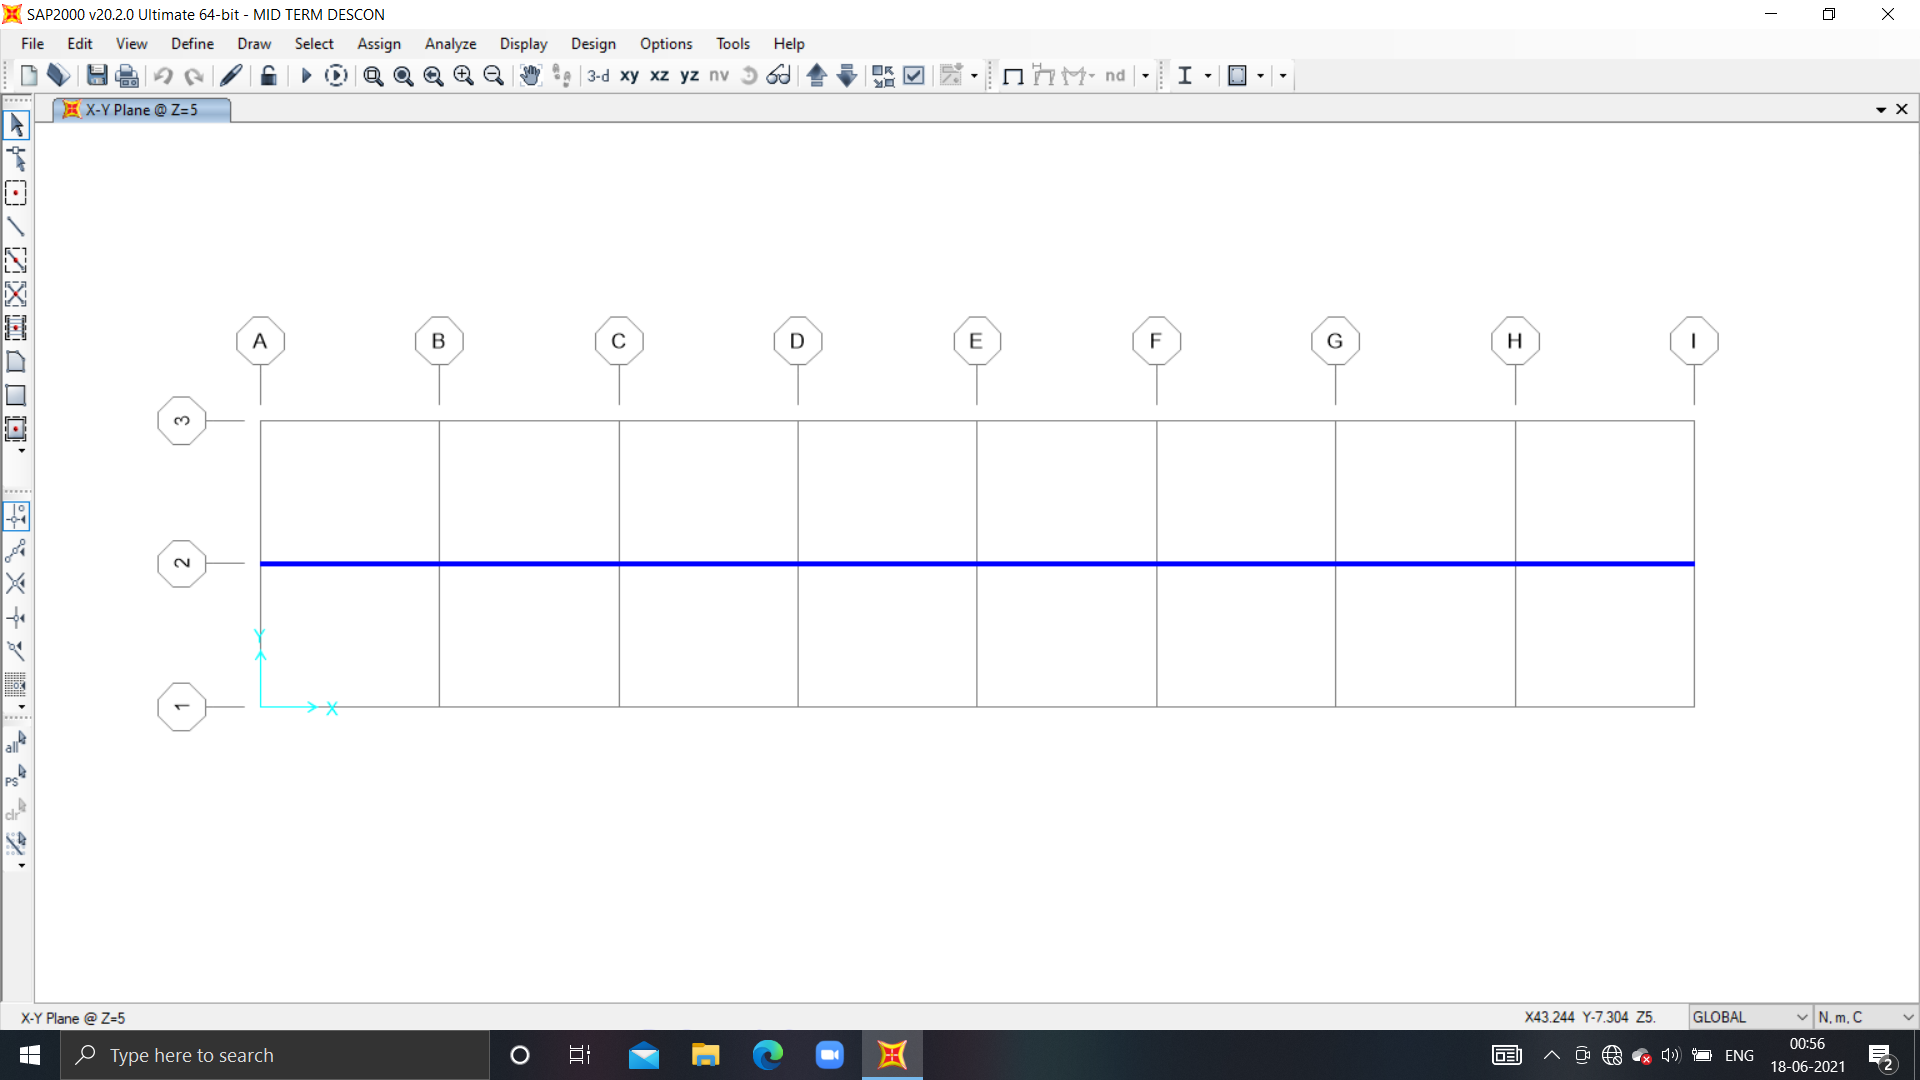 SAP2000 v20.2.0 Ultimate 64-bit - MID TERM DESCON
File Edit View Define Draw Select Assign Analyze Display Design Options Tools Help
3-d xy xz yz nv nd
X-Y Plane @ Z=5
A B C D E F G H I
3
2
Y
X
1
all
PS
clr
X-Y Plane @ Z=5
X43.244 Y-7.304 Z5.
GLOBAL
N, m, C
Type here to search
ENG
00:56
18-06-2021
2